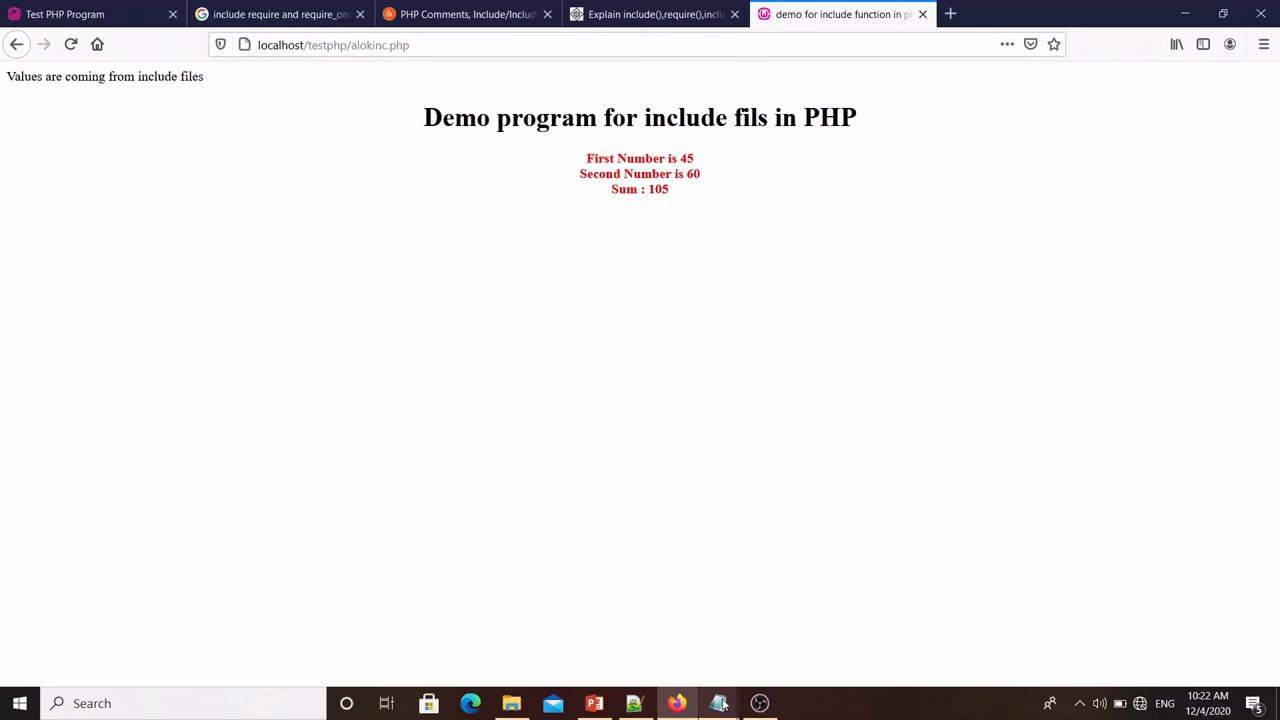 Test PHP Program
include require and require_on
PHP Comments, Include/Includ
Explain include(),require(),inclu
demo for include function in p
localhost/testphp/alokinc.php
Values are coming from include files
Demo program for include fils in PHP
First Number is 45
Second Number is 60
Sum : 105
Search
ENG
10:22 AM
12/4/2020
5